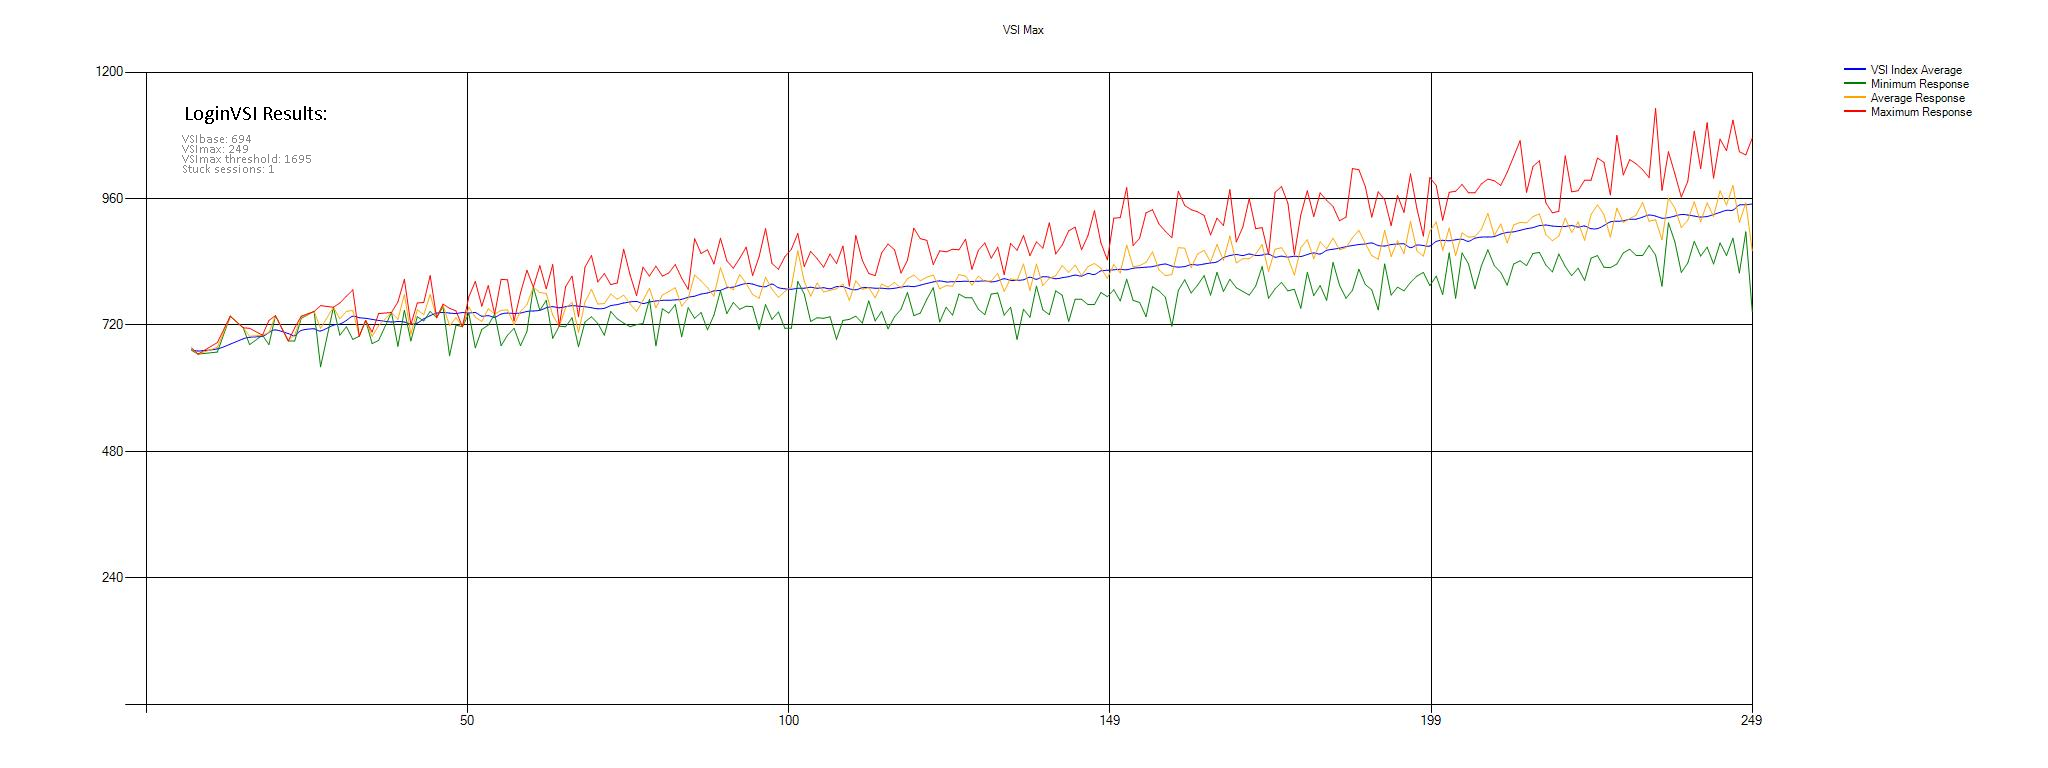 VSI Max
1200
960
720
480
240
50
100
149
199
249
LoginVSI Results:
VSIbase: 694
VSImax: 249
VSImax threshold: 1695
Stuck sessions: 1
VSI Index Average
Minimum Response
Average Response
Maximum Response